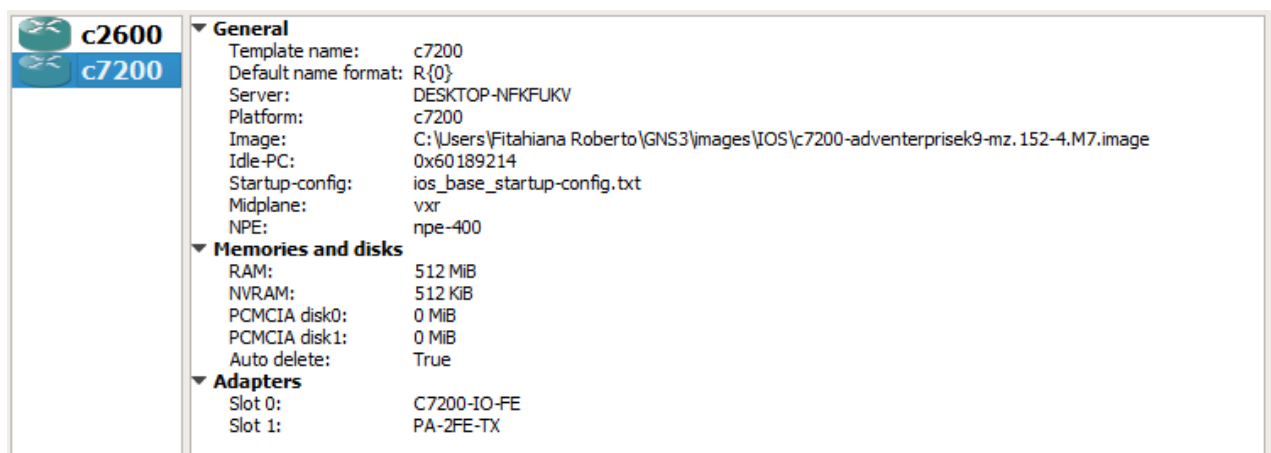 c2600
c7200
General
Template name: c7200
Default name format: R{0}
Server: DESKTOP-NFKFUKV
Platform: c7200
Image: C:\Users\Fitahiana Roberto\GNS3\images\IOS\c7200-adventerprisek9-mz.152-4.M7.image
Idle-PC: 0x60189214
Startup-config: ios_base_startup-config.txt
Midplane: vxr
NPE: npe-400
Memories and disks
RAM: 512 MiB
NVRAM: 512 KiB
PCMCIA disk0: 0 MiB
PCMCIA disk1: 0 MiB
Auto delete: True
Adapters
Slot 0: C7200-IO-FE
Slot 1: PA-2FE-TX